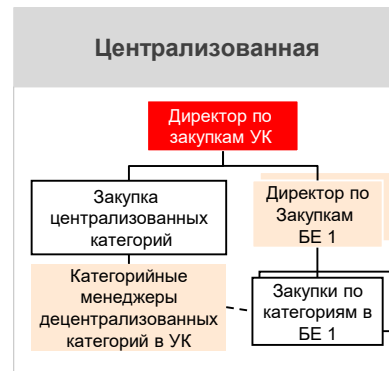 Централизованная
Директор по
закупкам УК
Закупка
централизованных
категорий
Директор по
Закупкам
БЕ 1
Категорийные
менеджеры
децентрализованных
категорий в УК
Закупки по
категориям в
БЕ 1